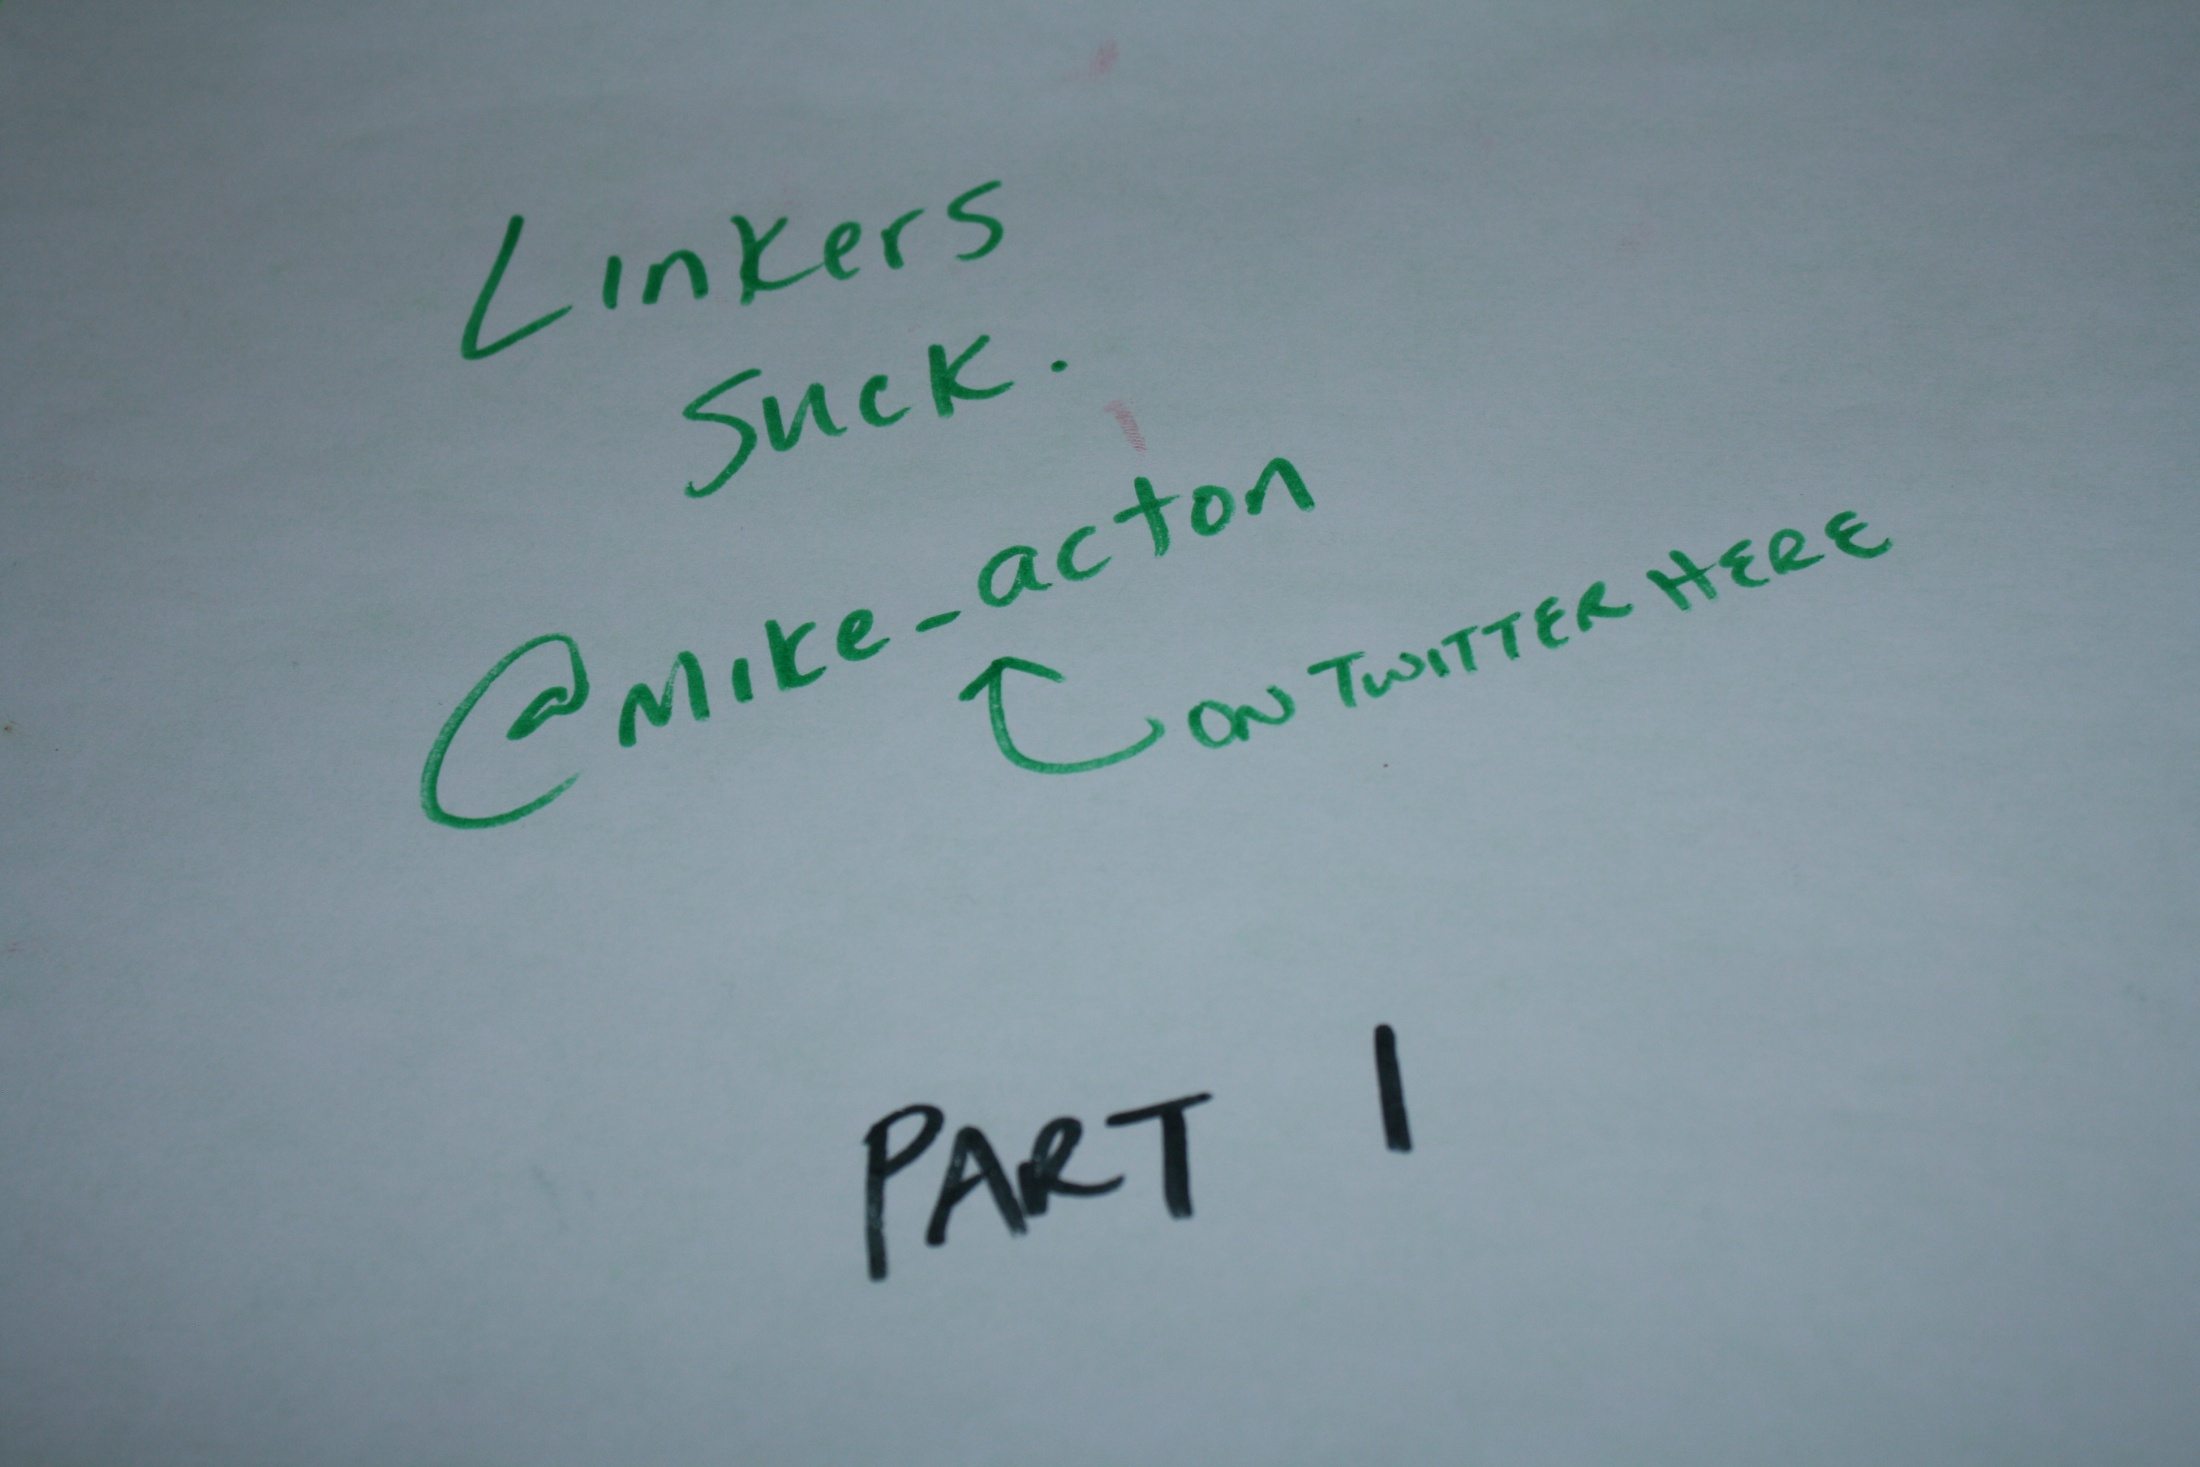 Linkers
suck.
@Mike_acton
ON TWITTER HERE
PART 1